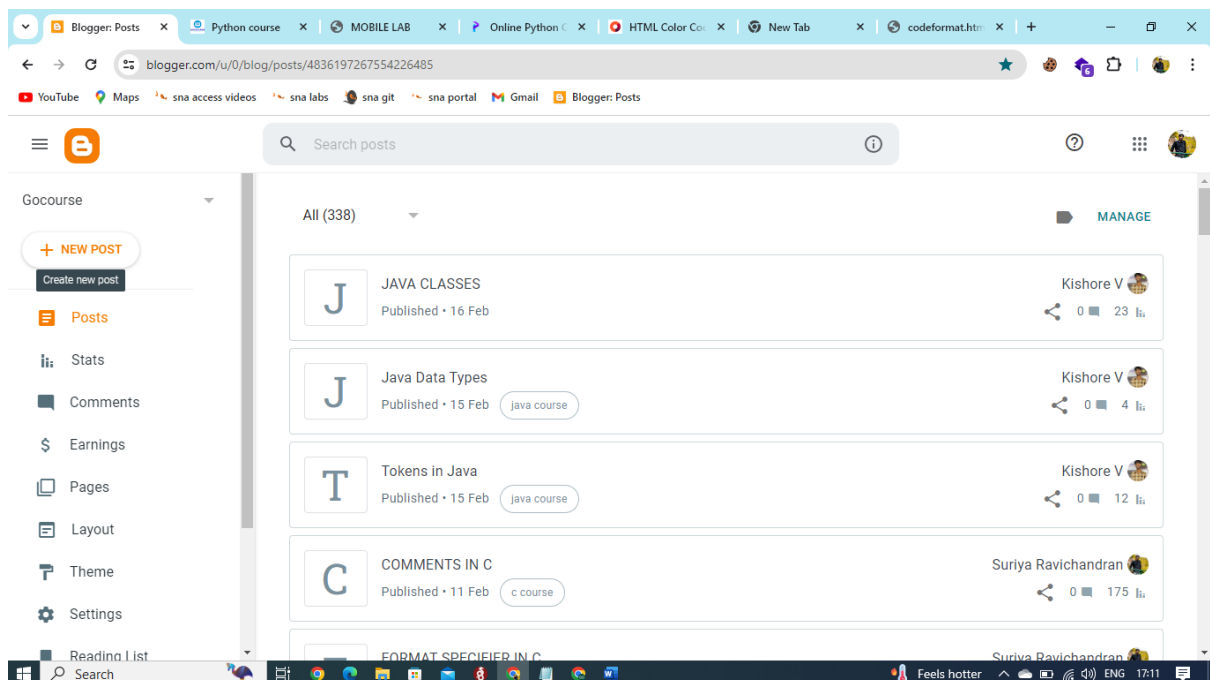 Blogger: Posts
Python course
MOBILE LAB
Online Python C
HTML Color Coc
New Tab
codeformat.htm
blogger.com/u/0/blog/posts/4836197267554226485
6
YouTube
Maps
sna access videos
sna labs
sna git
sna portal
Gmail
Blogger: Posts
Search posts
Gocourse
All (338)
MANAGE
+ NEW POST
Create new post
Posts
Stats
Comments
Earnings
Pages
Layout
Theme
Settings
Reading List
J
JAVA CLASSES
Kishore V
Published • 16 Feb
0
23
J
Java Data Types
Kishore V
Published • 15 Feb
java course
0
4
T
Tokens in Java
Kishore V
Published • 15 Feb
java course
0
12
C
COMMENTS IN C
Suriya Ravichandran
Published • 11 Feb
c course
0
175
FORMAT SPECIFIER IN C
Suriya Ravichandran
Search
Feels hotter
ENG
17:11